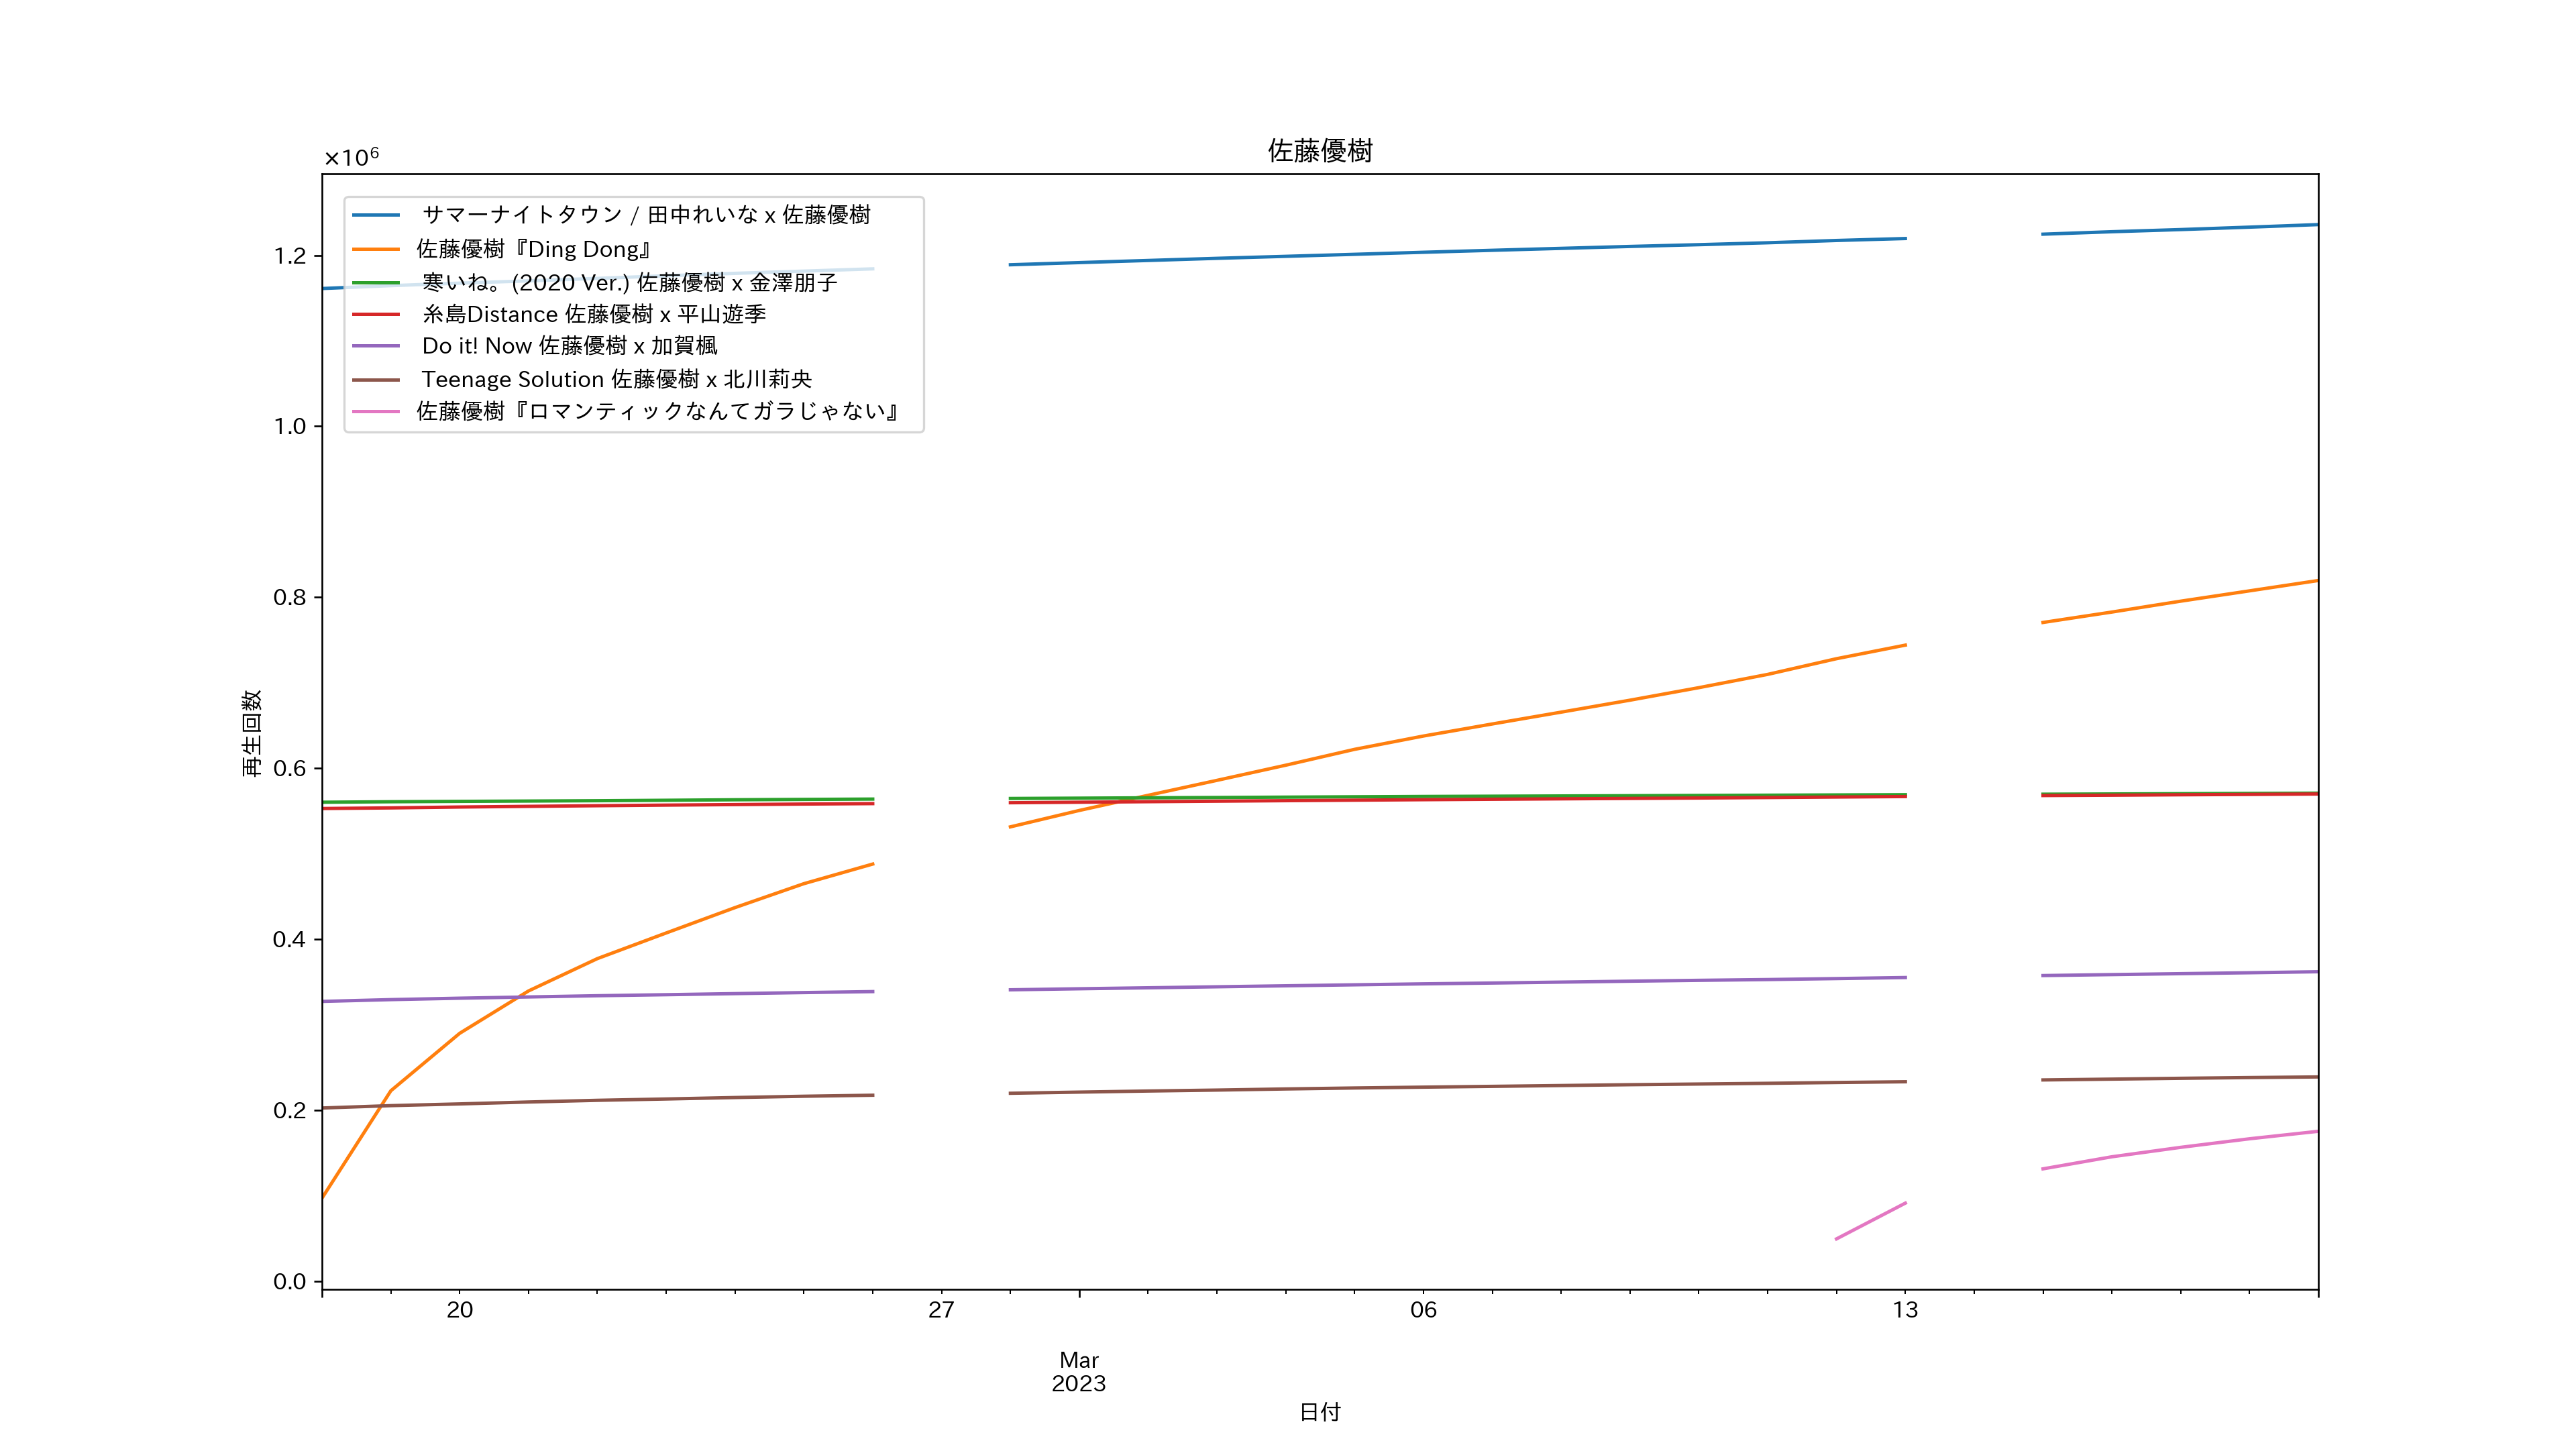 佐藤優樹
×10⁶
サマーナイトタウン / 田中れいな x 佐藤優樹
佐藤優樹『Ding Dong』
寒いね。(2020 Ver.) 佐藤優樹 x 金澤朋子
糸島Distance 佐藤優樹 x 平山遊季
Do it! Now 佐藤優樹 x 加賀楓
Teenage Solution 佐藤優樹 x 北川莉央
佐藤優樹『ロマンティックなんてガラじゃない』
1.2
1.0
0.8
0.6
0.4
0.2
0.0
再生回数
20
27
06
13
Mar
2023
日付